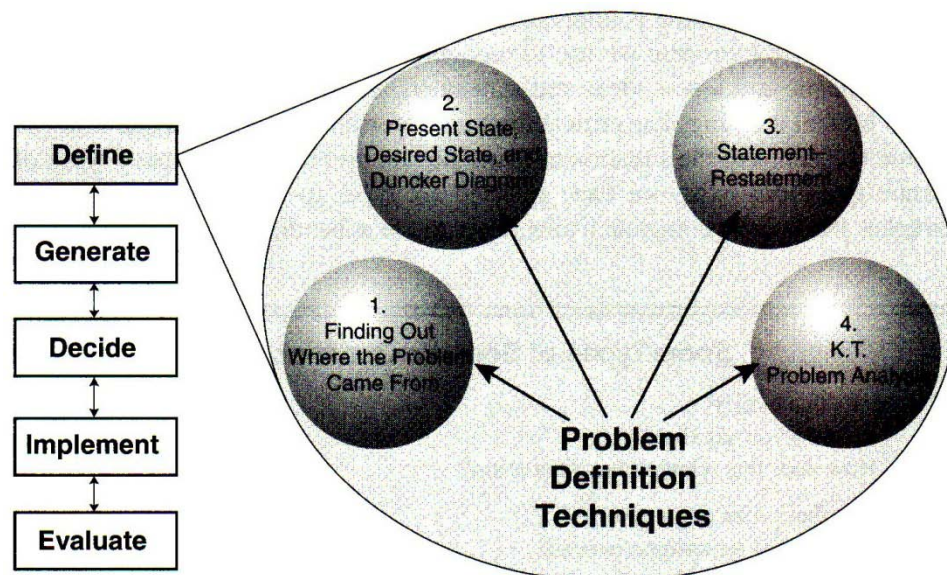 Define
Generate
Decide
Implement
Evaluate
1.
Finding Out
Where the Problem
Came From
2.
Present State,
Desired State, and
Duncker Diagram
3.
Statement–
Restatement
4.
K.T.
Problem Analysis
Problem
Definition
Techniques